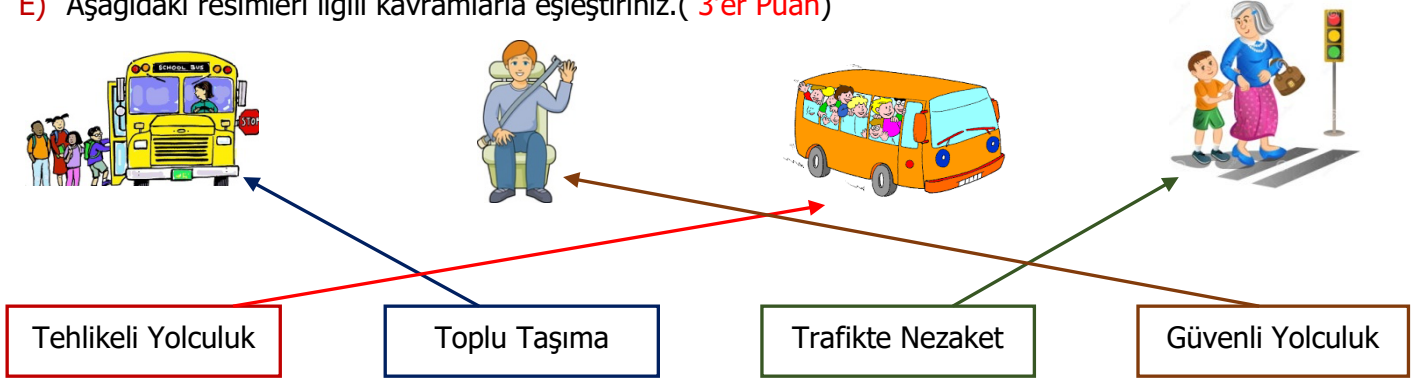 E) Aşağıdaki resimleri ilgili kavramlarla eşleştiriniz.( 3'er Puan)
SCHOOL BUS
STOP
Tehlikeli Yolculuk
Toplu Taşıma
Trafikte Nezaket
Güvenli Yolculuk